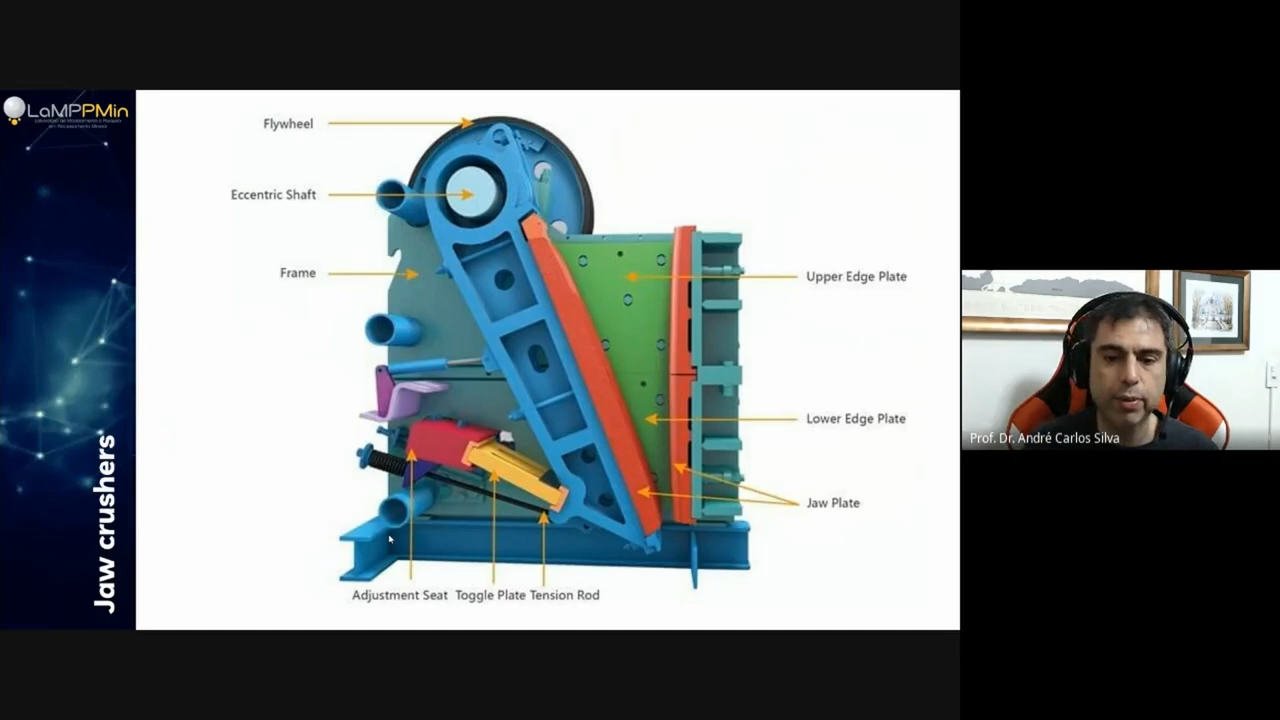 LaMPPMin
Flywheel
Eccentric Shaft
Frame
Upper Edge Plate
Lower Edge Plate
Jaw Plate
Adjustment Seat Toggle Plate Tension Rod
Jaw crushers
Prof. Dr. André Carlos Silva